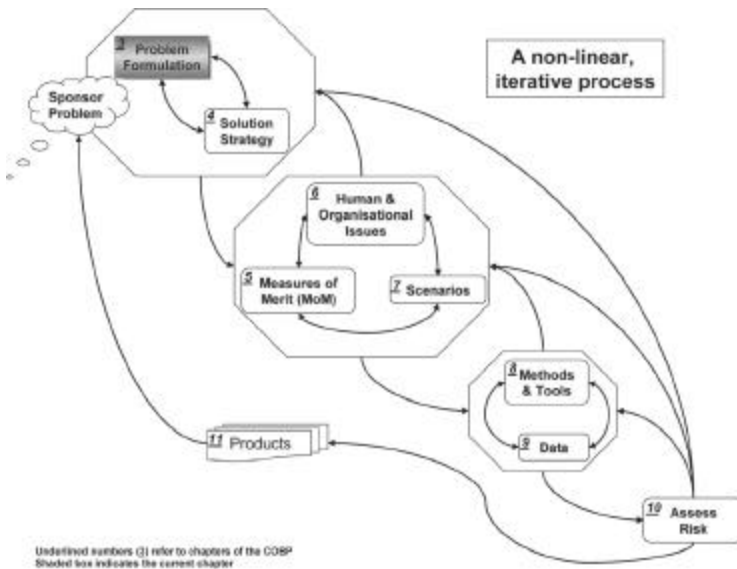 3 Problem
Formulation
A non-linear,
iterative process
Sponsor
Problem
4 Solution
Strategy
6 Human &
Organisational
Issues
5 Measures of
Merit (MoM)
7 Scenarios
8 Methods
& Tools
9 Data
11 Products
10 Assess
Risk
Underlined numbers (3) refer to chapters of the COBP
Shaded box indicates the current chapter